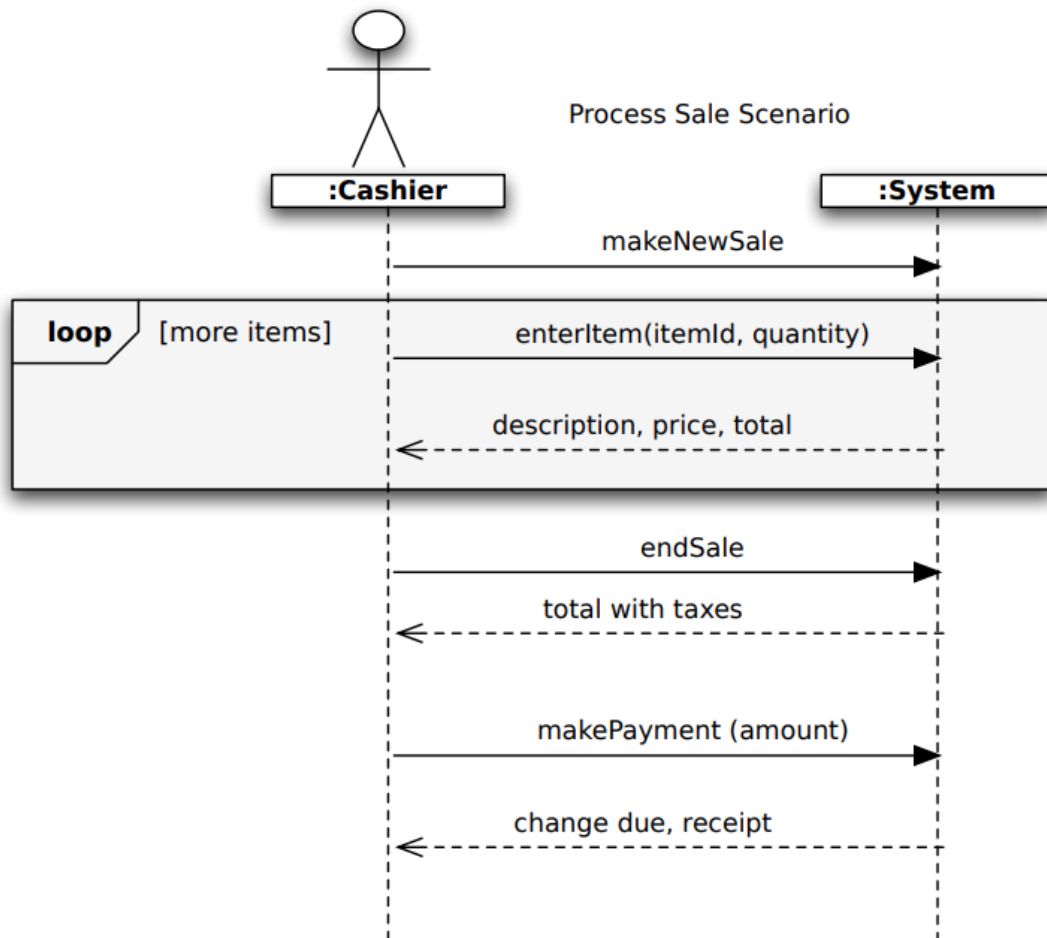 Process Sale Scenario
:Cashier
:System
makeNewSale
loop
[more items]
enterItem(itemId, quantity)
description, price, total
endSale
total with taxes
makePayment (amount)
change due, receipt